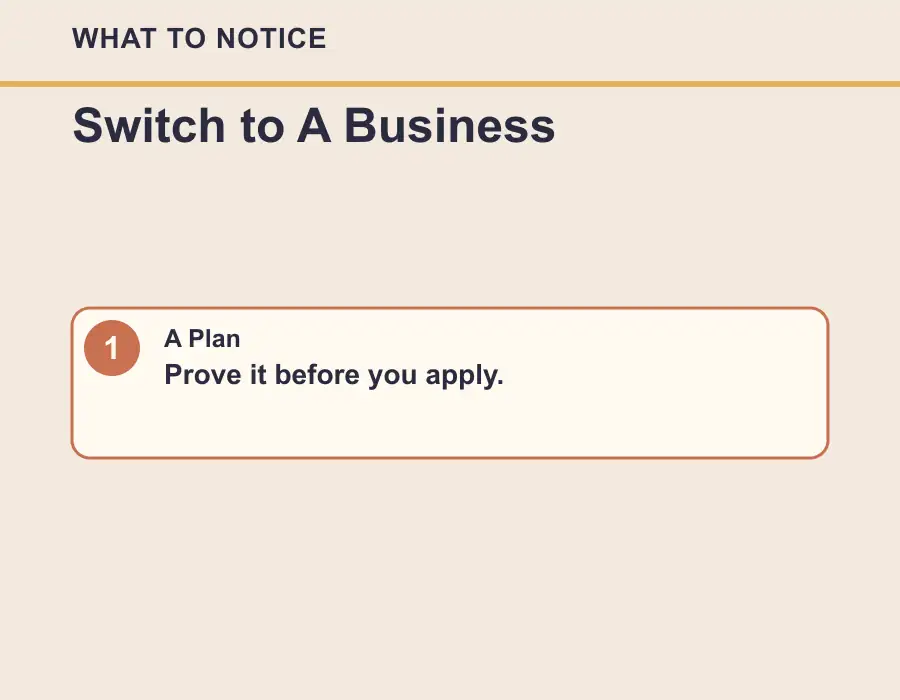 WHAT TO NOTICE
Switch to A Business
1
A Plan
Prove it before you apply.